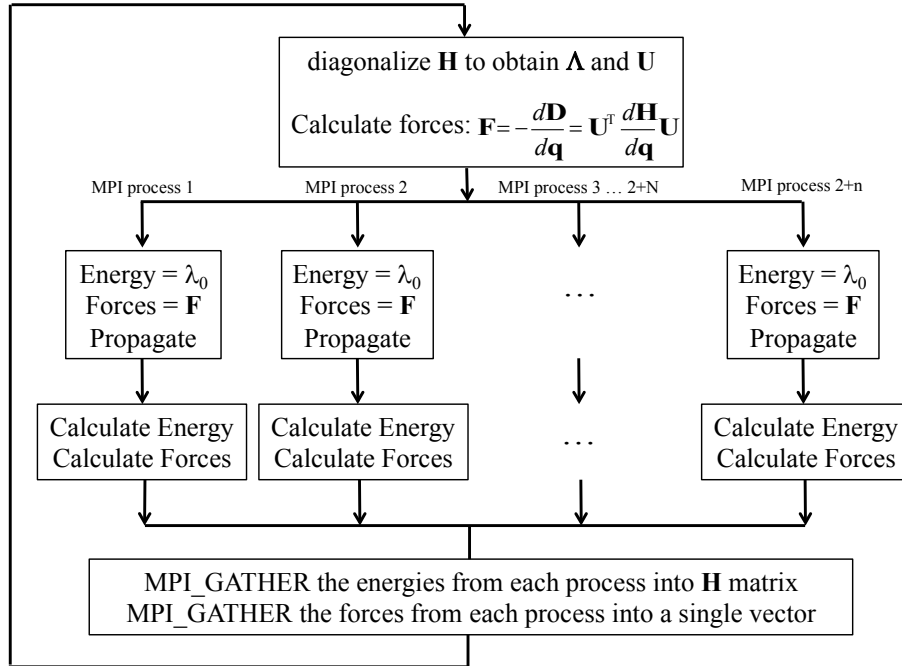 diagonalize H to obtain Λ and U
Calculate forces: F = − dD/dq = U^T dH/dq U
MPI process 1
MPI process 2
MPI process 3 … 2+N
MPI process 2+n
Energy = λ₀
Forces = F
Propagate
Energy = λ₀
Forces = F
Propagate
…
Energy = λ₀
Forces = F
Propagate
Calculate Energy
Calculate Forces
Calculate Energy
Calculate Forces
…
Calculate Energy
Calculate Forces
MPI_GATHER the energies from each process into H matrix
MPI_GATHER the forces from each process into a single vector